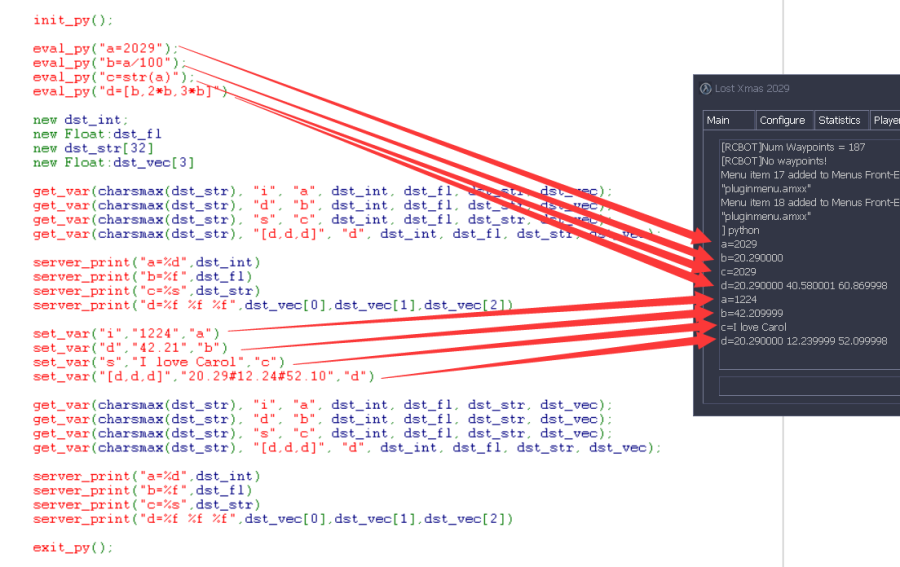 init_py();
eval_py("a=2029");
eval_py("b=a/100");
eval_py("c=str(a)");
eval_py("d=[b,2*b,3*b]")
new dst_int;
new Float:dst_fl
new dst_str[32]
new Float:dst_vec[3]
get_var(charsmax(dst_str), "i", "a", dst_int, dst_fl, dst_str, dst_vec);
get_var(charsmax(dst_str), "d", "b", dst_int, dst_fl, dst_str, dst_vec);
get_var(charsmax(dst_str), "s", "c", dst_int, dst_fl, dst_str, dst_vec);
get_var(charsmax(dst_str), "[d,d,d]", "d", dst_int, dst_fl, dst_str, dst_vec);
server_print("a=%d",dst_int)
server_print("b=%f",dst_fl)
server_print("c=%s",dst_str)
server_print("d=%f %f %f",dst_vec[0],dst_vec[1],dst_vec[2])
set_var("i","1224","a")
set_var("d","42.21","b")
set_var("s","I love Carol","c")
set_var("[d,d,d]","20.29#12.24#52.10","d")
get_var(charsmax(dst_str), "i", "a", dst_int, dst_fl, dst_str, dst_vec);
get_var(charsmax(dst_str), "d", "b", dst_int, dst_fl, dst_str, dst_vec);
get_var(charsmax(dst_str), "s", "c", dst_int, dst_fl, dst_str, dst_vec);
get_var(charsmax(dst_str), "[d,d,d]", "d", dst_int, dst_fl, dst_str, dst_vec);
server_print("a=%d",dst_int)
server_print("b=%f",dst_fl)
server_print("c=%s",dst_str)
server_print("d=%f %f %f",dst_vec[0],dst_vec[1],dst_vec[2])
exit_py();
Lost Xmas 2029
Main Configure Statistics Player
[RCBOT]Num Waypoints = 187
[RCBOT]No waypoints!
Menu item 17 added to Menus Front-E
"pluginmenu.amxx"
Menu item 18 added to Menus Front-E
"pluginmenu.amxx"
] python
a=2029
b=20.290000
c=2029
d=20.290000 40.580001 60.869998
a=1224
b=42.209999
c=I love Carol
d=20.290000 12.239999 52.099998